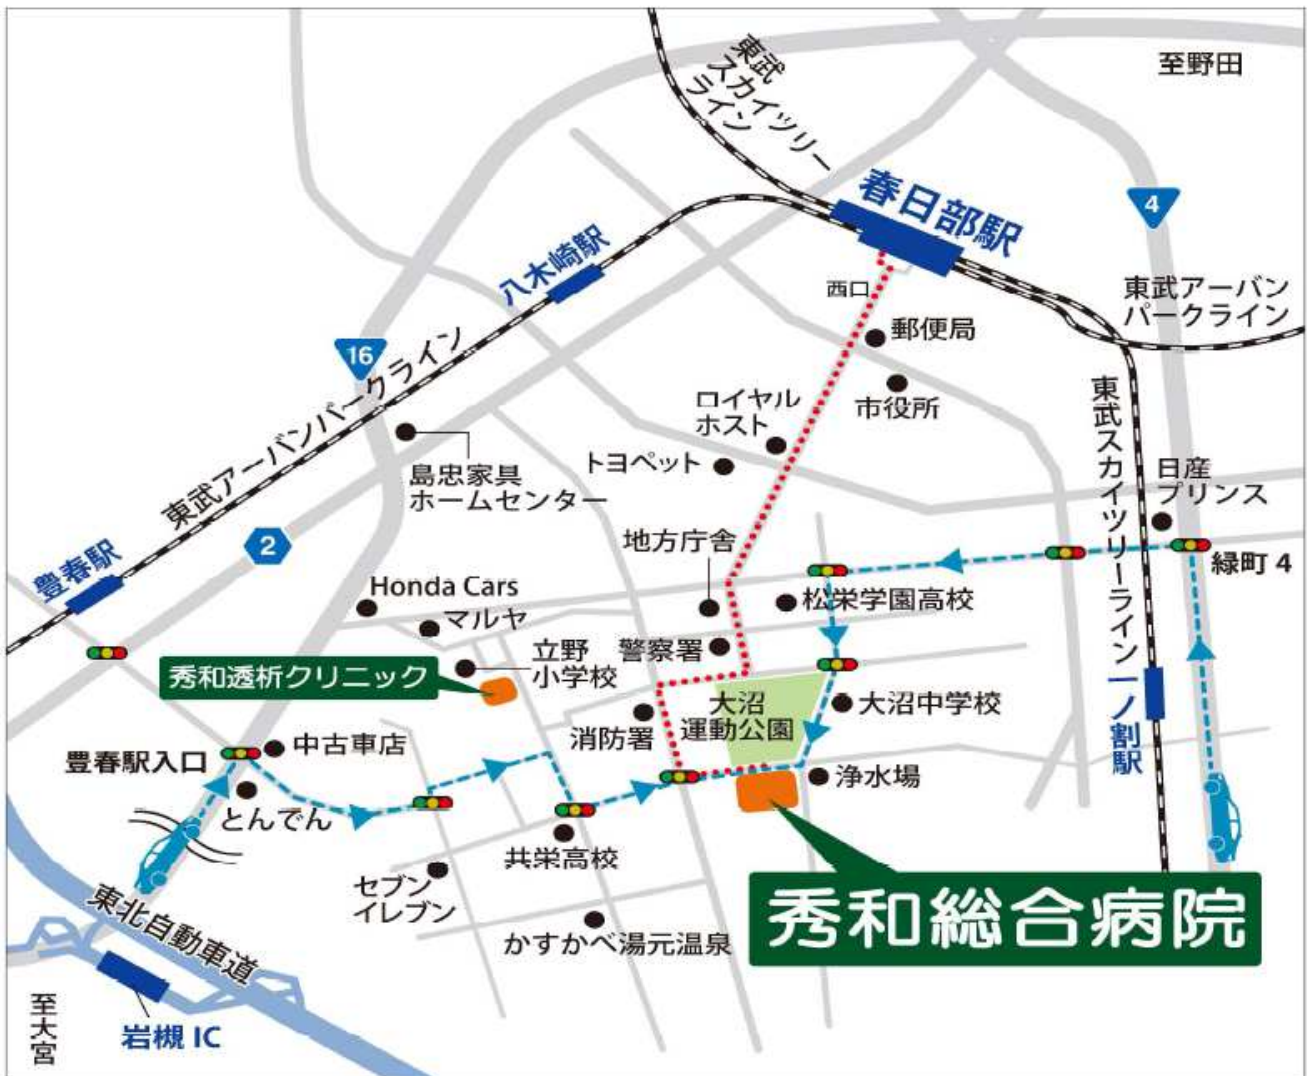 東武
スカイツリー
ライン
至野田
春日部駅
4
八木崎駅
西口
東武アーバン
パークライン
郵便局
16
東武アーバンパークライン
市役所
ロイヤル
ホスト
東武スカイツリーライン
トヨペット
島忠家具
ホームセンター
日産
プリンス
2
地方庁舎
緑町 4
豊春駅
Honda Cars
マルヤ
松栄学園高校
立野
小学校
警察署
秀和透析クリニック
大沼
運動公園
大沼中学校
消防署
一ノ割駅
豊春駅入口
中古車店
浄水場
とんでん
共栄高校
セブン
イレブン
秀和総合病院
かすかべ湯元温泉
東北自動車道
至大宮
岩槻 IC